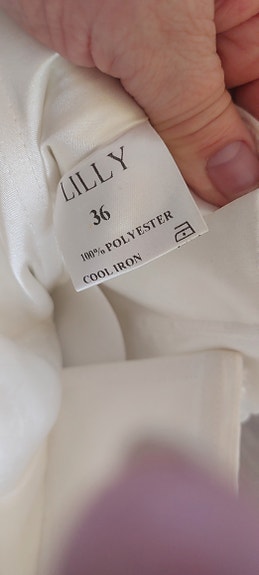 LILLY
36
100% POLYESTER
COOL IRON